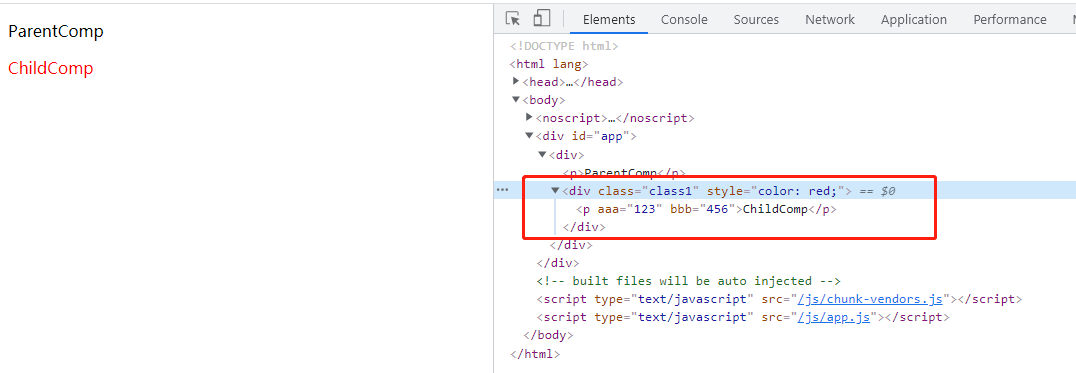 ParentComp
ChildComp
Elements Console Sources Network Application Performance
<!DOCTYPE html>
<html lang>
<head>…</head>
<body>
<noscript>…</noscript>
<div id="app">
<div>
<p>ParentComp</p>
<div class="class1" style="color: red;"> == $0
<p aaa="123" bbb="456">ChildComp</p>
</div>
</div>
</div>
<!-- built files will be auto injected -->
<script type="text/javascript" src="/js/chunk-vendors.js"></script>
<script type="text/javascript" src="/js/app.js"></script>
</body>
</html>